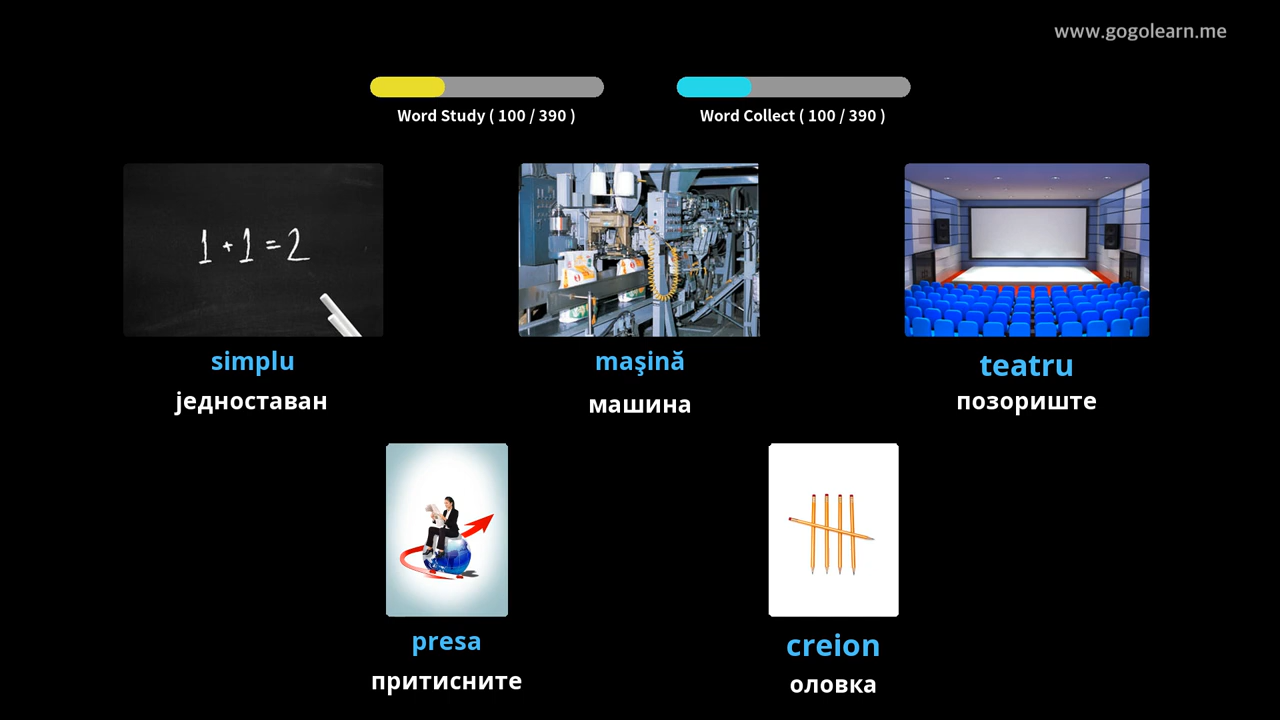 www.gogolearn.me
Word Study ( 100 / 390 )
Word Collect ( 100 / 390 )
1 + 1 = 2
simplu
једноставан
maşină
машина
teatru
позориште
presa
притисните
creion
оловка